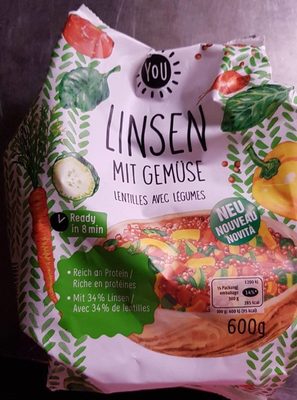 YOU
LINSEN
MIT GEMÜSE
LENTILLES AVEC LÉGUMES
NEU
NOUVEAU
NOVITÀ
Ready
in 8 min
• Reich an Protein /
Riche en protéines
• Mit 34% Linsen /
Avec 34% de lentilles
600g